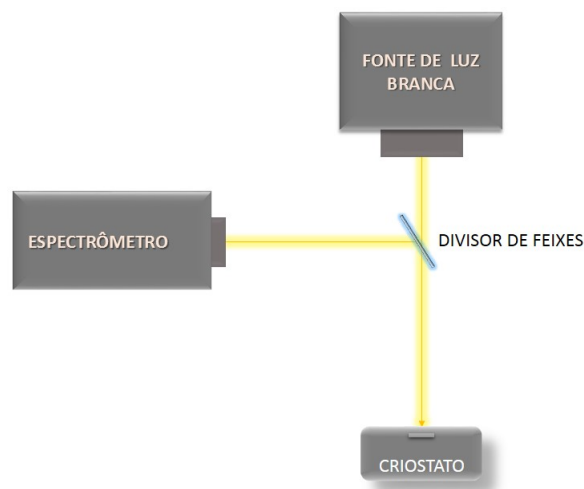 FONTE DE LUZ
BRANCA
ESPECTRÔMETRO
DIVISOR DE FEIXES
CRIOSTATO